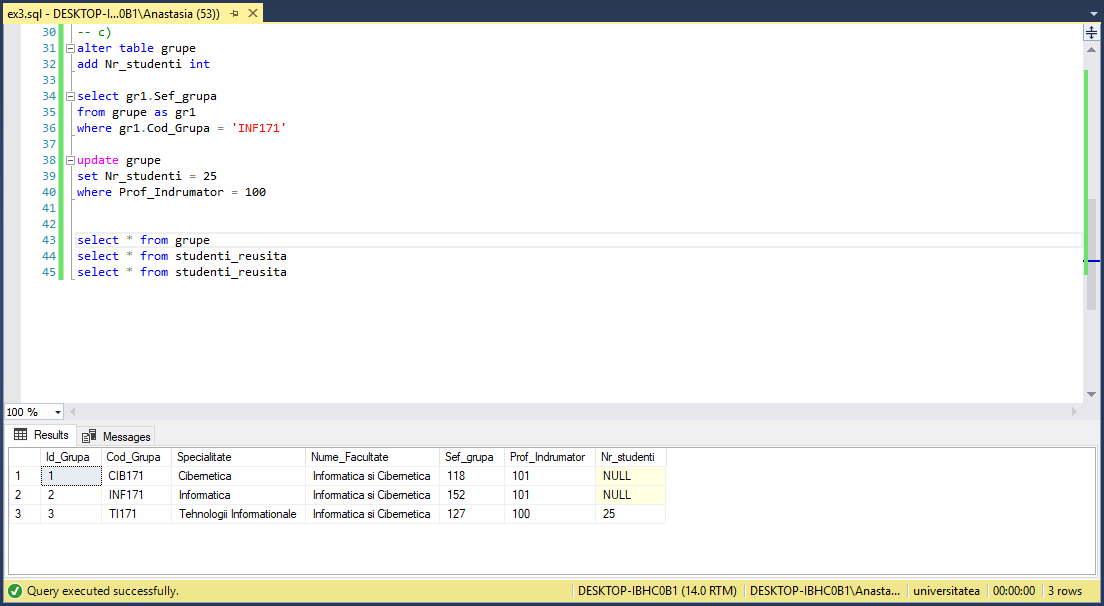 ex3.sql - DESKTOP-I...0B1\Anastasia (53))
30 -- c)
31 alter table grupe
32 add Nr_studenti int
33
34 select gr1.Sef_grupa
35 from grupe as gr1
36 where gr1.Cod_Grupa = 'INF171'
37
38 update grupe
39 set Nr_studenti = 25
40 where Prof_Indrumator = 100
41
42
43 select * from grupe
44 select * from studenti_reusita
45 select * from studenti_reusita
100 %
Results Messages
Id_Grupa Cod_Grupa Specialitate Nume_Facultate Sef_grupa Prof_Indrumator Nr_studenti
1 1 CIB171 Cibernetica Informatica si Cibernetica 118 101 NULL
2 2 INF171 Informatica Informatica si Cibernetica 152 101 NULL
3 3 TI171 Tehnologii Informationale Informatica si Cibernetica 127 100 25
Query executed successfully. DESKTOP-IBHC0B1 (14.0 RTM) DESKTOP-IBHC0B1\Anasta... universitatea 00:00:00 3 rows